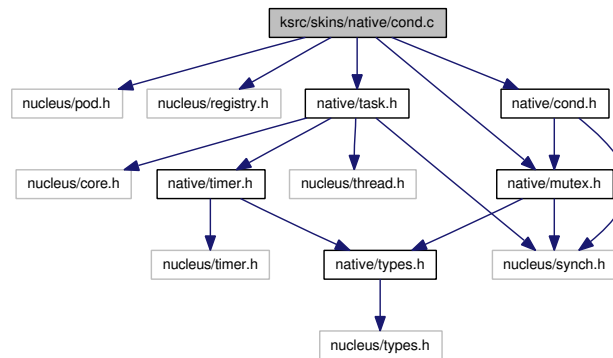 ksrc/skins/native/cond.c
nucleus/pod.h
nucleus/registry.h
native/task.h
native/cond.h
nucleus/core.h
native/timer.h
nucleus/thread.h
native/mutex.h
nucleus/timer.h
native/types.h
nucleus/synch.h
nucleus/types.h